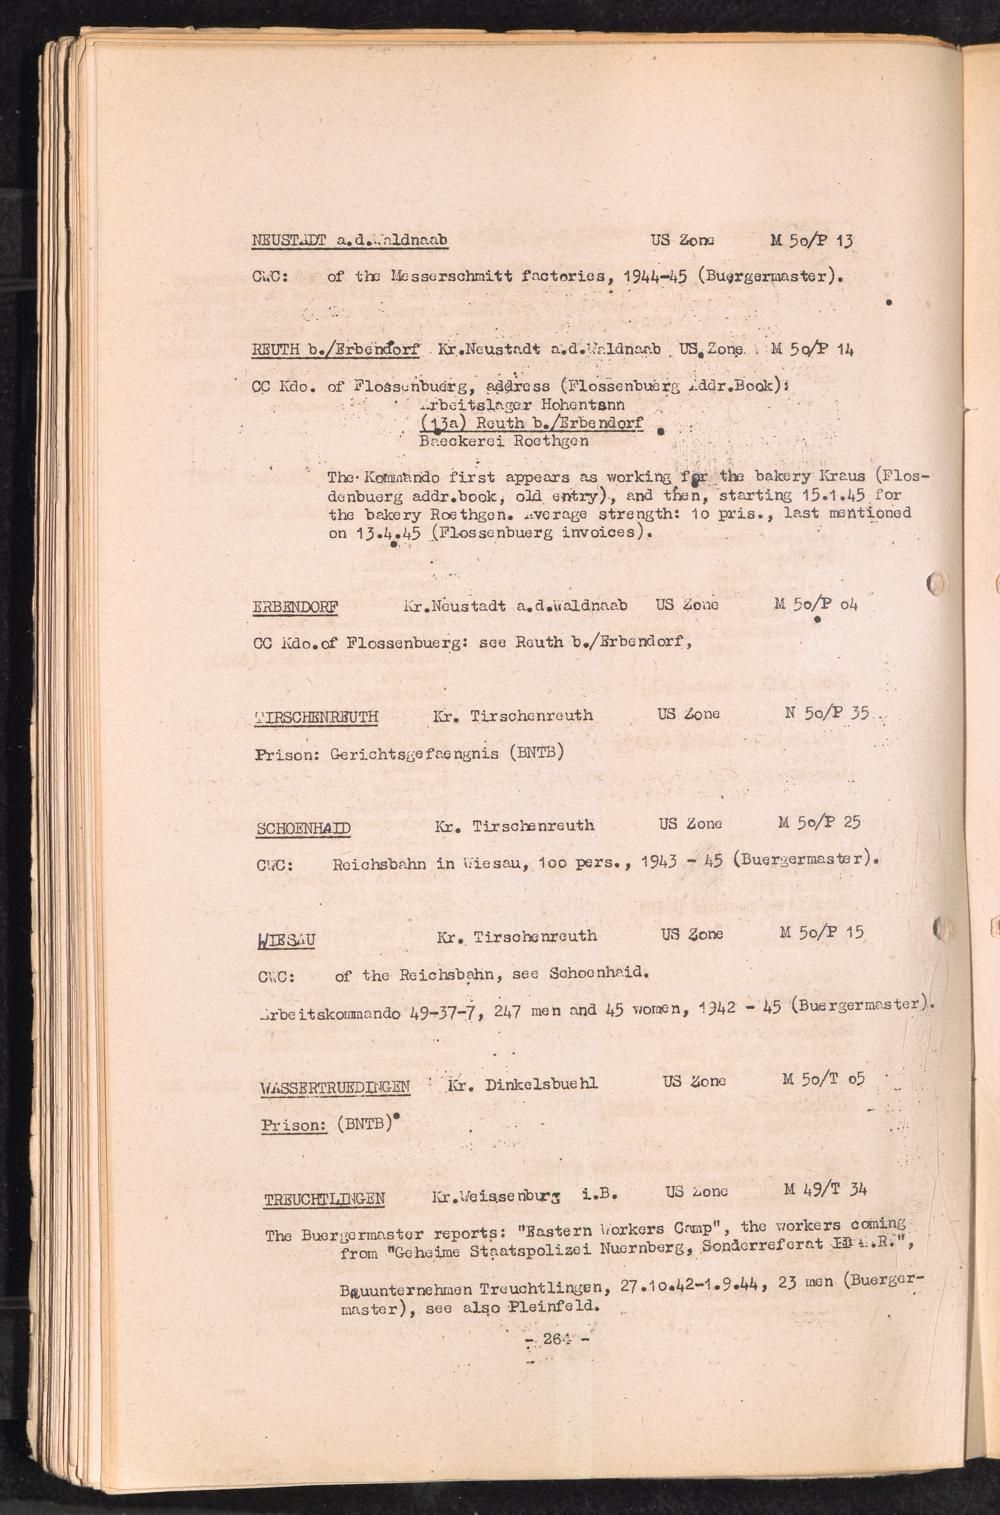 NEUSTADT a.d.Waldnaab US Zone M 5o/P 13
CWC: of the Messerschmitt factories, 1944-45 (Buergermaster).
REUTH b./Erbendorf Kr.Neustadt a.d.Waldnaab US Zone M 5o/P 14
CC Kdo. of Flossenbuerg, address (Flossenbuerg Addr.Book):
Arbeitslager Hohentann
(13a) Reuth b./Erbendorf
Baeckerei Roethgen
The Kommando first appears as working for the bakery Kraus (Flos-
denbuerg addr.book, old entry), and then, starting 15.1.45 for
the bakery Roethgen. Average strength: 1o pris., last mentioned
on 13.4.45 (Flossenbuerg invoices).
ERBENDORF Kr.Neustadt a.d.Waldnaab US Zone M 5o/P o4
CC Kdo.of Flossenbuerg: see Reuth b./Erbendorf,
TIRSCHENREUTH Kr. Tirschenreuth US Zone N 5o/P 35
Prison: Gerichtsgefaengnis (BNTB)
SCHOENHAID Kr. Tirschenreuth US Zone M 5o/P 25
CWC: Reichsbahn in Wiesau, 1oo pers., 1943 - 45 (Buergermaster).
WIESAU Kr. Tirschenreuth US Zone M 5o/P 15
CWC: of the Reichsbahn, see Schoenhaid.
Arbeitskommando 49-37-7, 247 men and 45 women, 1942 - 45 (Buergermaster).
WASSERTRUEDINGEN Kr. Dinkelsbuehl US Zone M 5o/T o5
Prison: (BNTB)
TREUCHTLINGEN Kr.Weissenburg i.B. US Zone M 49/T 34
The Buergermaster reports: "Eastern Workers Camp", the workers coming
from "Geheime Staatspolizei Nuernberg, Sonderreferat
Bauunternehmen Treuchtlingen, 27.1o.42-1.9.44, 23 men (Buerger-
master), see also Pleinfeld.
- 264 -